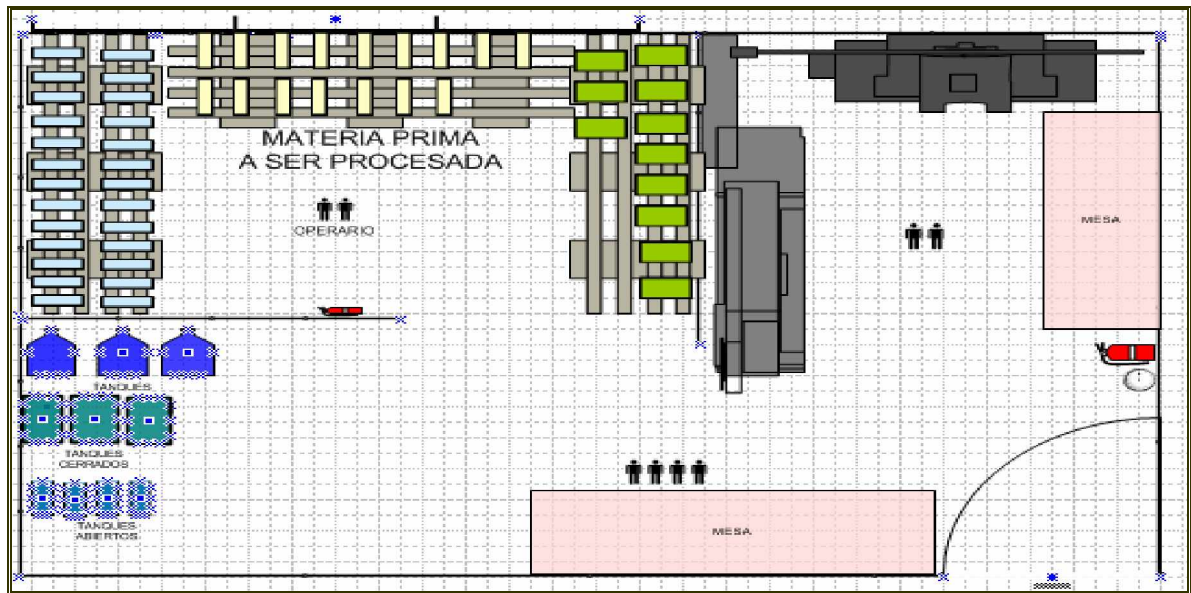 MATERIA PRIMA
A SER PROCESADA
OPERARIO
MESA
TANQUES
TANQUES
CERRADOS
TANQUES
ABIERTOS
MESA